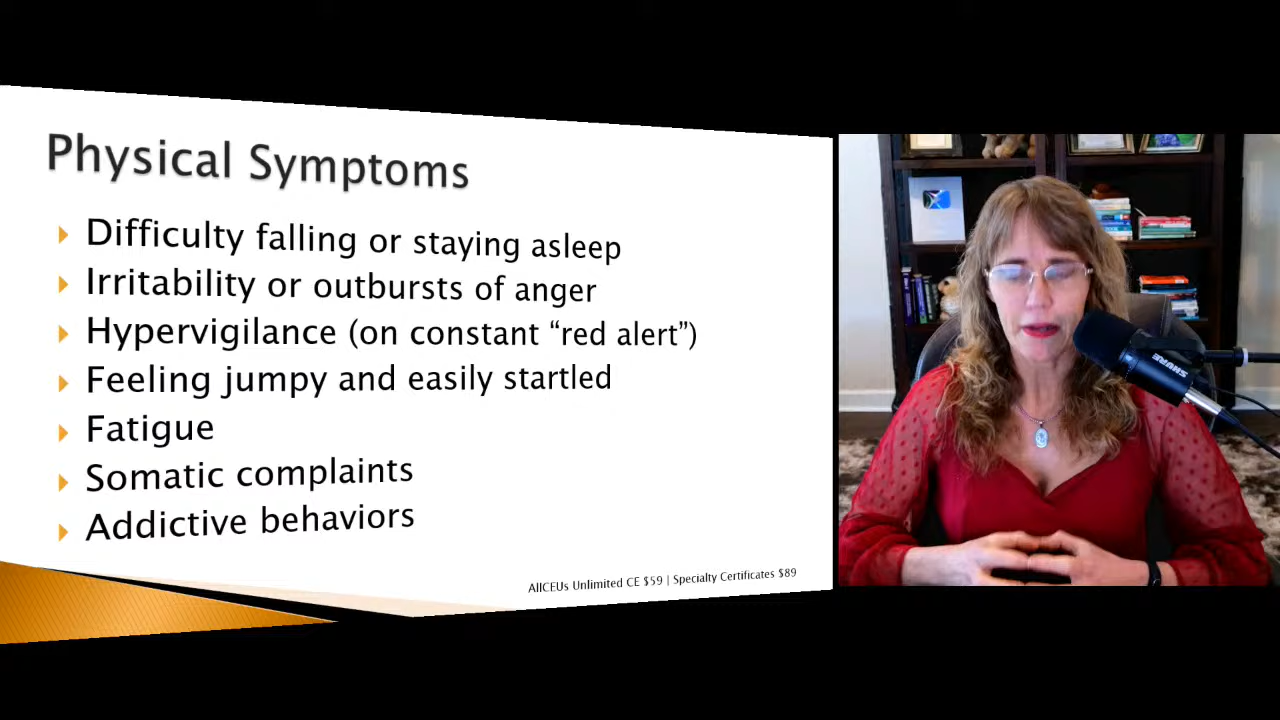 Physical Symptoms
Difficulty falling or staying asleep
Irritability or outbursts of anger
Hypervigilance (on constant “red alert”)
Feeling jumpy and easily startled
Fatigue
Somatic complaints
Addictive behaviors
AllCEUs Unlimited CE $59 | Specialty Certificates $89
SHURE